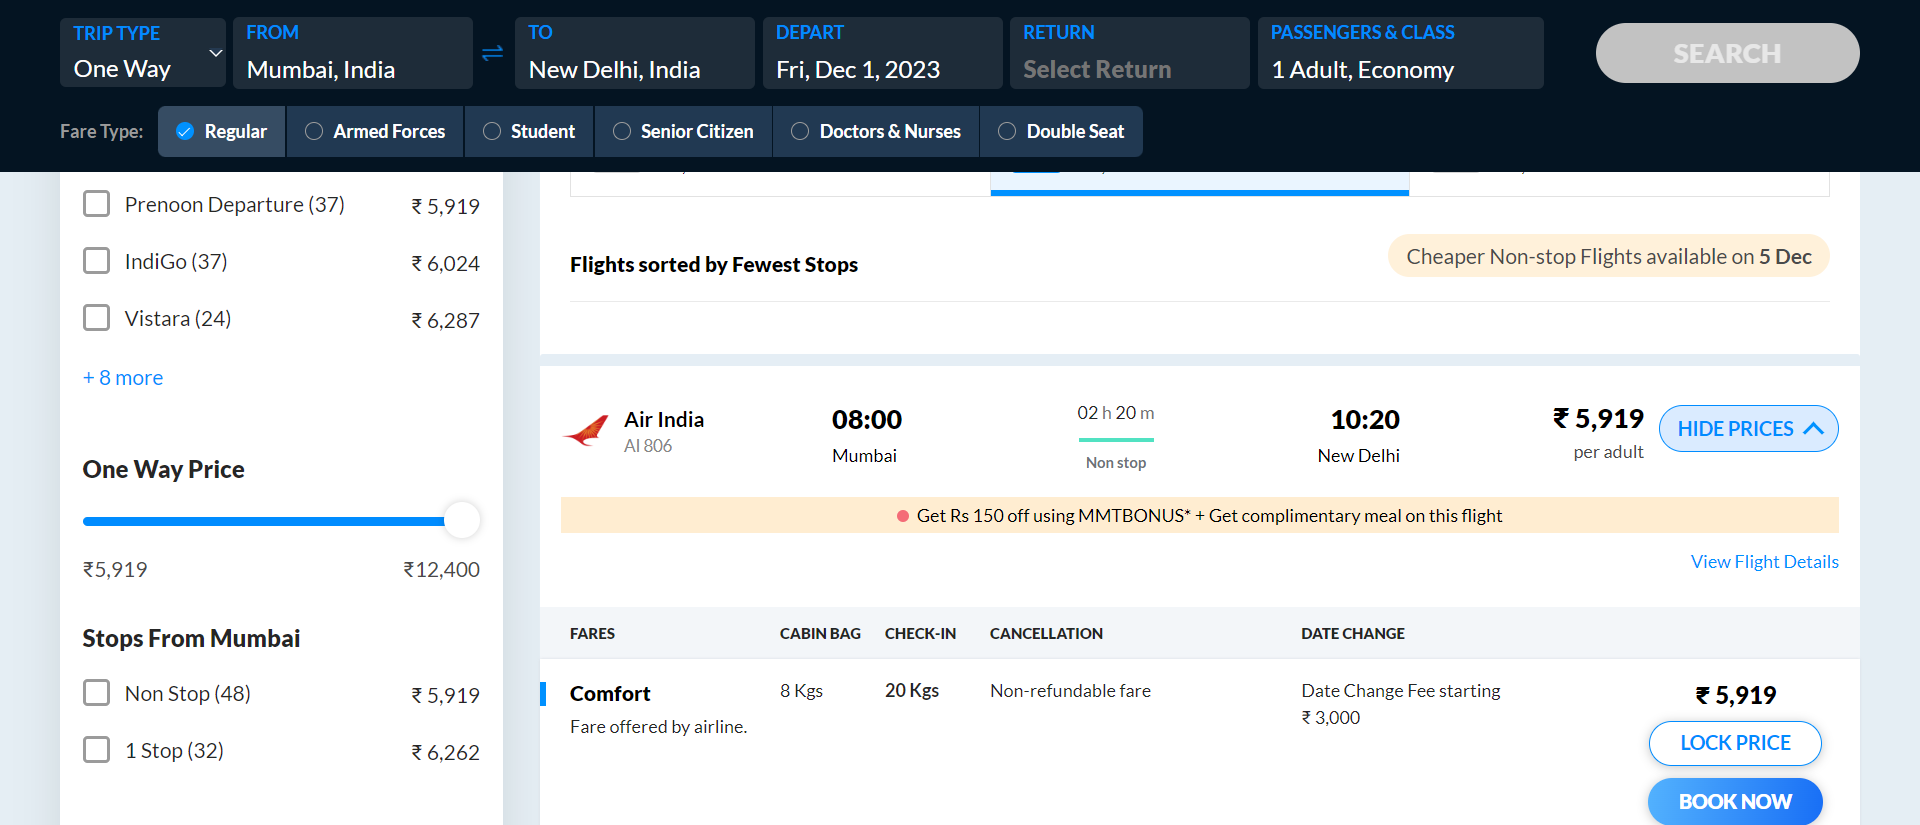 TRIP TYPE
One Way
FROM
Mumbai, India
TO
New Delhi, India
DEPART
Fri, Dec 1, 2023
RETURN
Select Return
PASSENGERS & CLASS
1 Adult, Economy
SEARCH
Fare Type:
Regular
Armed Forces
Student
Senior Citizen
Doctors & Nurses
Double Seat
Prenoon Departure (37) ₹ 5,919
IndiGo (37) ₹ 6,024
Vistara (24) ₹ 6,287
+ 8 more
One Way Price
₹5,919 ₹12,400
Stops From Mumbai
Non Stop (48) ₹ 5,919
1 Stop (32) ₹ 6,262
Flights sorted by Fewest Stops
Cheaper Non-stop Flights available on 5 Dec
Air India
AI 806
08:00
Mumbai
02 h 20 m
Non stop
10:20
New Delhi
₹ 5,919
per adult
HIDE PRICES
Get Rs 150 off using MMTBONUS* + Get complimentary meal on this flight
View Flight Details
FARES CABIN BAG CHECK-IN CANCELLATION DATE CHANGE
Comfort
Fare offered by airline.
8 Kgs
20 Kgs
Non-refundable fare
Date Change Fee starting
₹ 3,000
₹ 5,919
LOCK PRICE
BOOK NOW